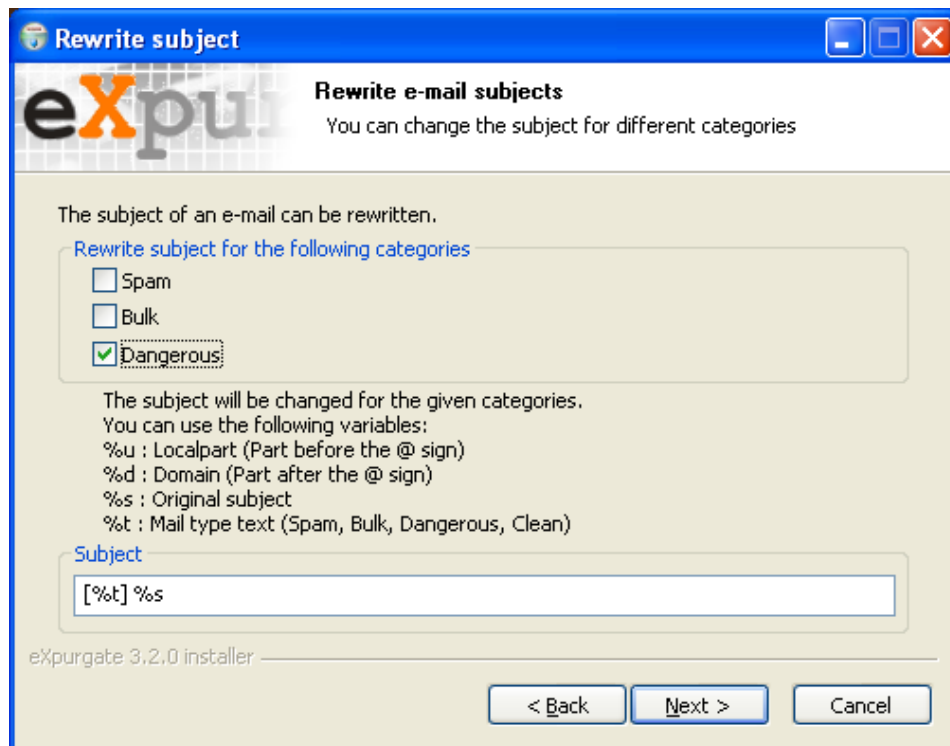 Rewrite subject
eXpur
Rewrite e-mail subjects
You can change the subject for different categories
The subject of an e-mail can be rewritten.
Rewrite subject for the following categories
Spam
Bulk
Dangerous
The subject will be changed for the given categories.
You can use the following variables:
%u : Localpart (Part before the @ sign)
%d : Domain (Part after the @ sign)
%s : Original subject
%t : Mail type text (Spam, Bulk, Dangerous, Clean)
Subject
[%t] %s
eXpurgate 3.2.0 installer
< Back
Next >
Cancel